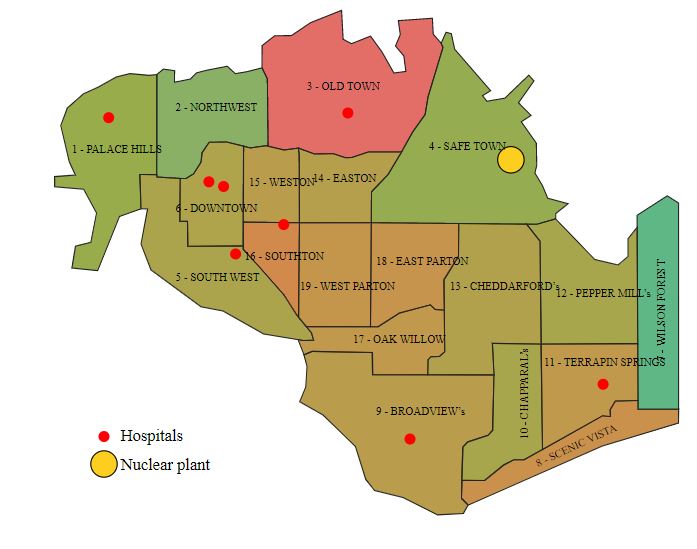 3 - OLD TOWN
2 - NORTHWEST
1 - PALACE HILLS
4 - SAFE TOWN
15 - WESTON
14 - EASTON
6 - DOWNTOWN
16 - SOUTHTON
18 - EAST PARTON
5 - SOUTH WEST
19 - WEST PARTON
13 - CHEDDARFORD's
12 - PEPPER MILL's
7 - WILSON FOREST
17 - OAK WILLOW
11 - TERRAPIN SPRINGS
10 - CHAPPARAL's
9 - BROADVIEW's
8 - SCENIC VISTA
Hospitals
Nuclear plant